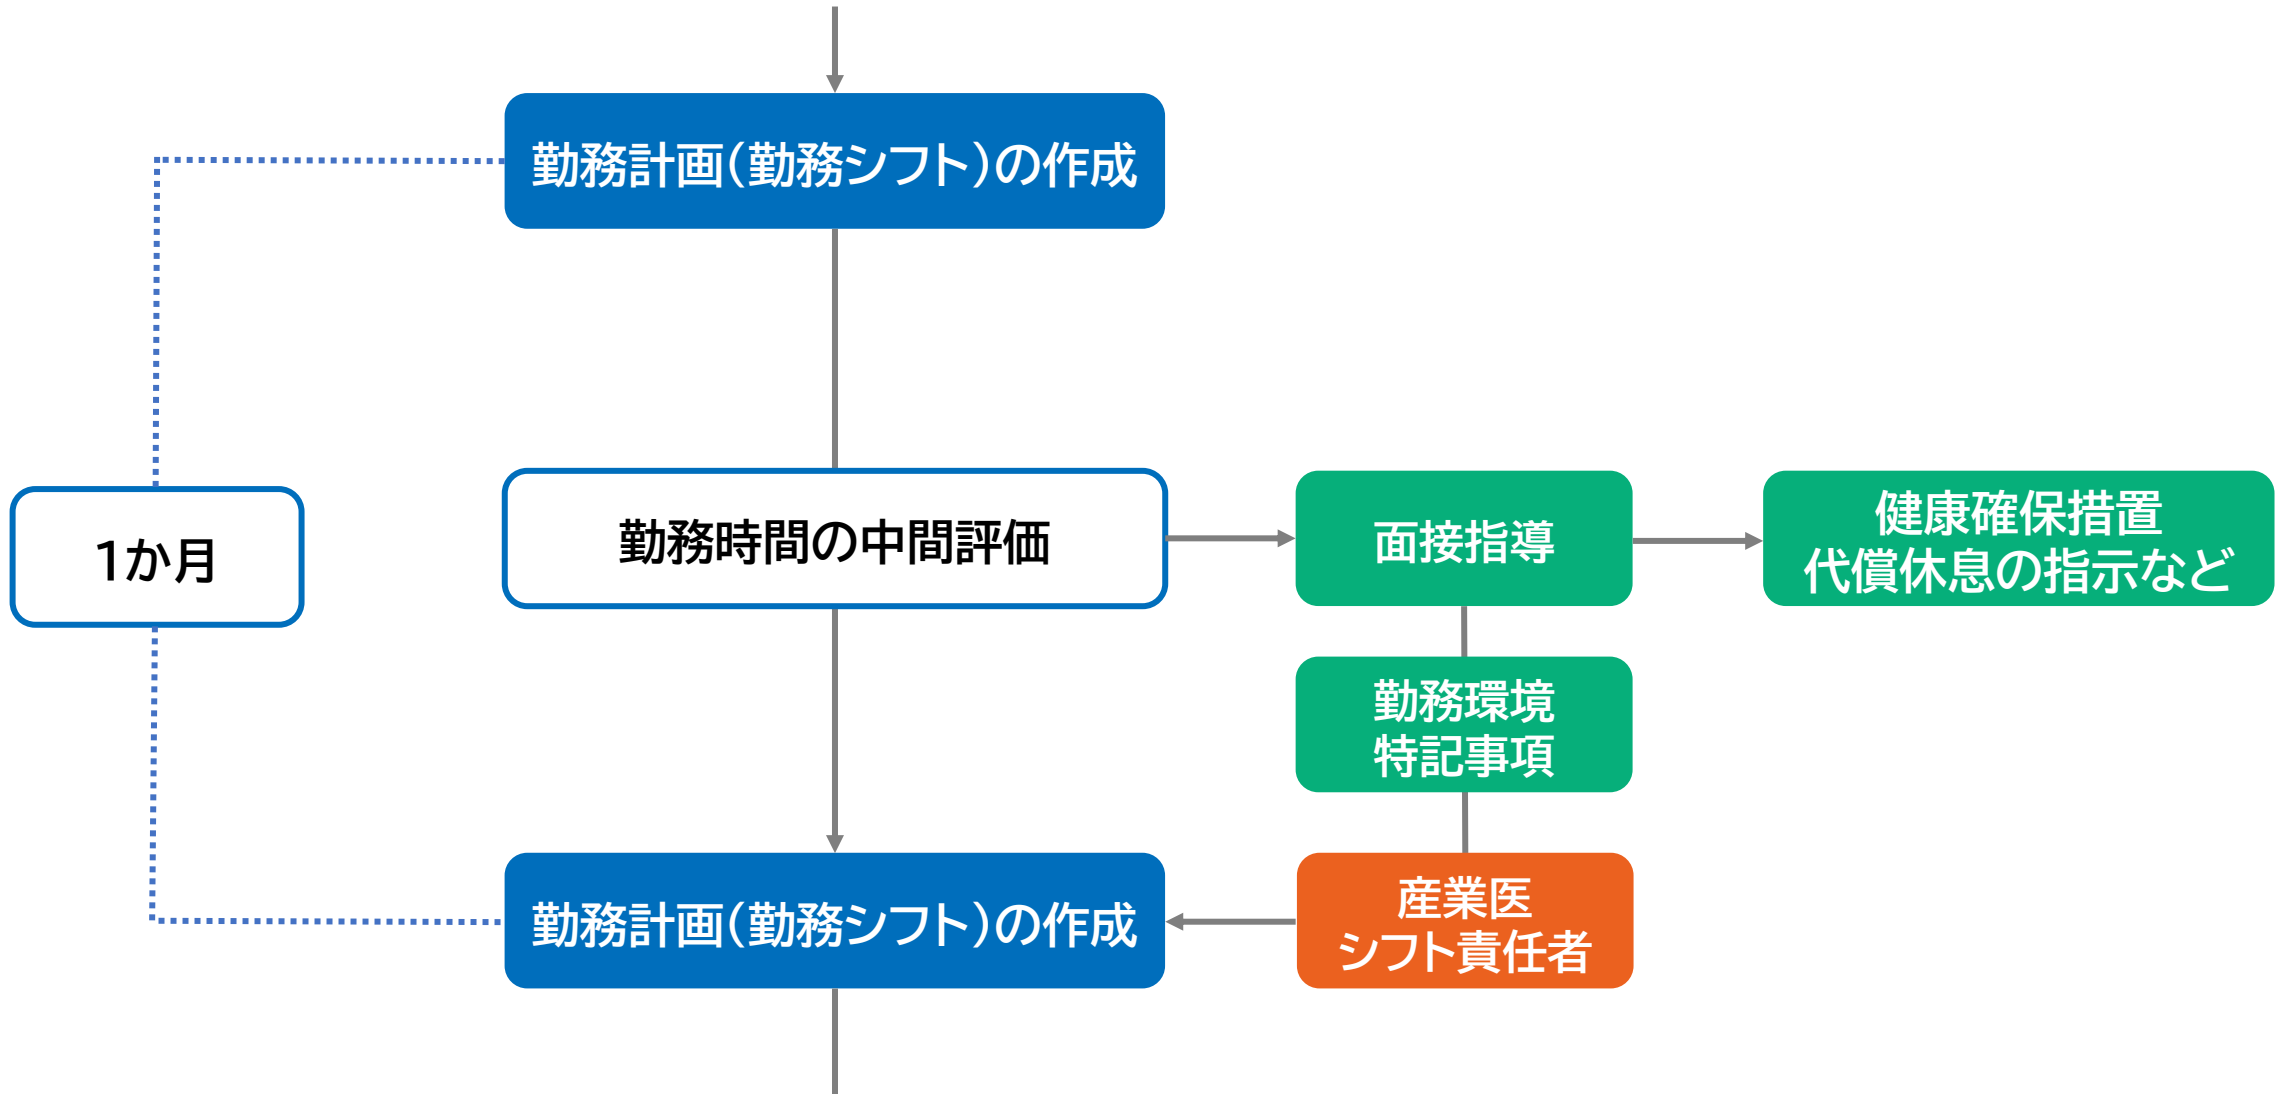 勤務計画(勤務シフト)の作成
1か月
勤務時間の中間評価
面接指導
健康確保措置
代償休息の指示など
勤務環境
特記事項
勤務計画(勤務シフト)の作成
産業医
シフト責任者